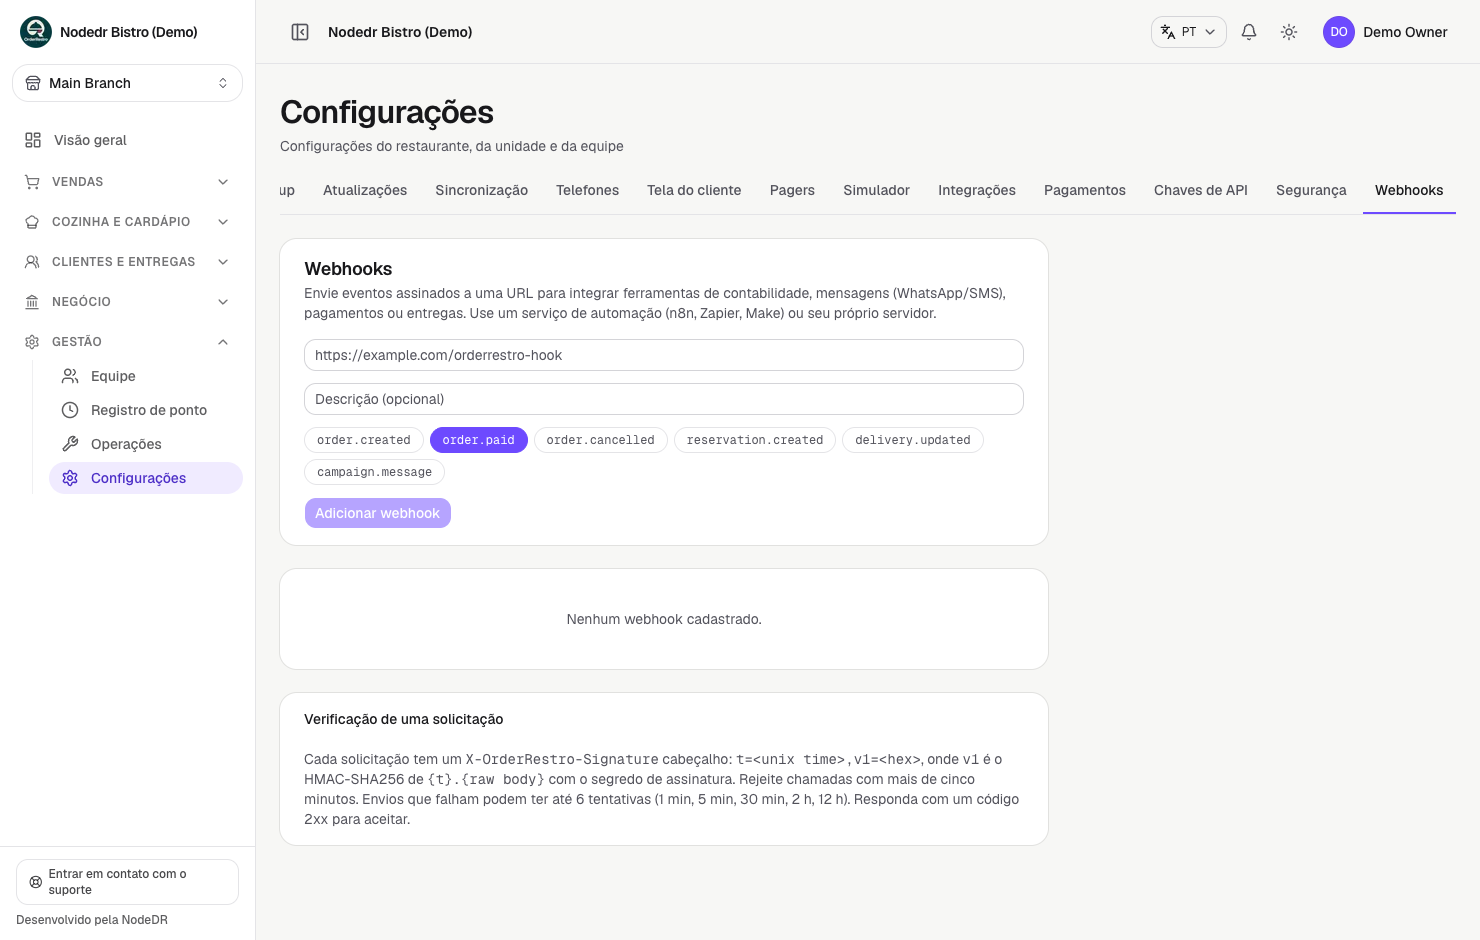 Nodedr Bistro (Demo)
Main Branch
Visão geral
VENDAS
COZINHA E CARDÁPIO
CLIENTES E ENTREGAS
NEGÓCIO
GESTÃO
Equipe
Registro de ponto
Operações
Configurações
Entrar em contato com o
suporte
Desenvolvido pela NodeDR
Nodedr Bistro (Demo)
PT
DO
Demo Owner
Configurações
Configurações do restaurante, da unidade e da equipe
up Atualizações Sincronização Telefones Tela do cliente Pagers Simulador Integrações Pagamentos Chaves de API Segurança Webhooks
Webhooks
Envie eventos assinados a uma URL para integrar ferramentas de contabilidade, mensagens (WhatsApp/SMS),
pagamentos ou entregas. Use um serviço de automação (n8n, Zapier, Make) ou seu próprio servidor.
https://example.com/orderrestro-hook
Descrição (opcional)
order.created order.paid order.cancelled reservation.created delivery.updated
campaign.message
Adicionar webhook
Nenhum webhook cadastrado.
Verificação de uma solicitação
Cada solicitação tem um X-OrderRestro-Signature cabeçalho: t=<unix time>,v1=<hex>, onde v1 é o
HMAC-SHA256 de {t}.{raw body} com o segredo de assinatura. Rejeite chamadas com mais de cinco
minutos. Envios que falham podem ter até 6 tentativas (1 min, 5 min, 30 min, 2 h, 12 h). Responda com um código
2xx para aceitar.